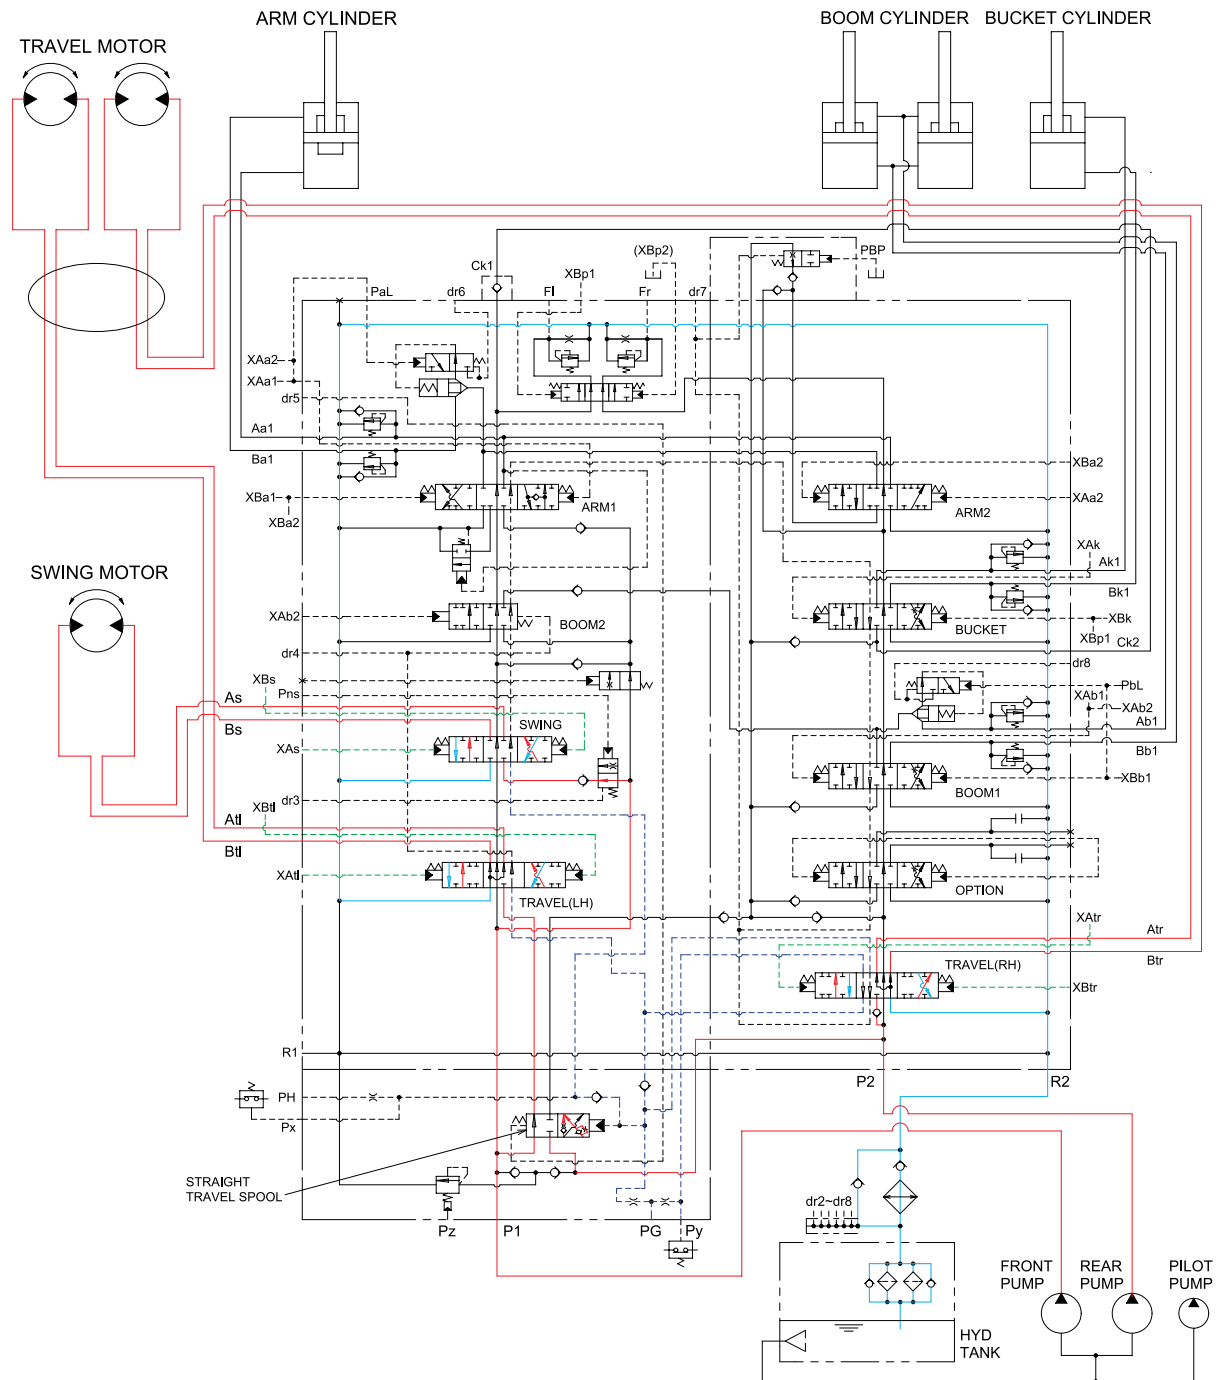 ARM CYLINDER
BOOM CYLINDER
BUCKET CYLINDER
TRAVEL MOTOR
(XBp2)
PBP
Ck1
XBp1
PaL
dr6
Fl
Fr
dr7
XAa2
XAa1
dr5
Aa1
Ba1
XBa2
XBa1
XBa2
ARM1
XAa2
ARM2
XAk
Ak1
SWING MOTOR
Bk1
XAb2
BOOM2
XBk
BUCKET
XBp1
Ck2
dr4
dr8
XBs
Pns
PbL
XAb1
XAb2
As
Bs
SWING
Ab1
XAs
Bb1
XBb1
BOOM1
dr3
XBtl
Atl
Btl
XAtl
OPTION
TRAVEL(LH)
XAtr
Atr
Btr
TRAVEL(RH)
XBtr
R1
P2
R2
PH
Px
STRAIGHT
TRAVEL SPOOL
dr2~dr8
Pz
P1
PG
Py
FRONT
PUMP
REAR
PUMP
PILOT
PUMP
HYD
TANK